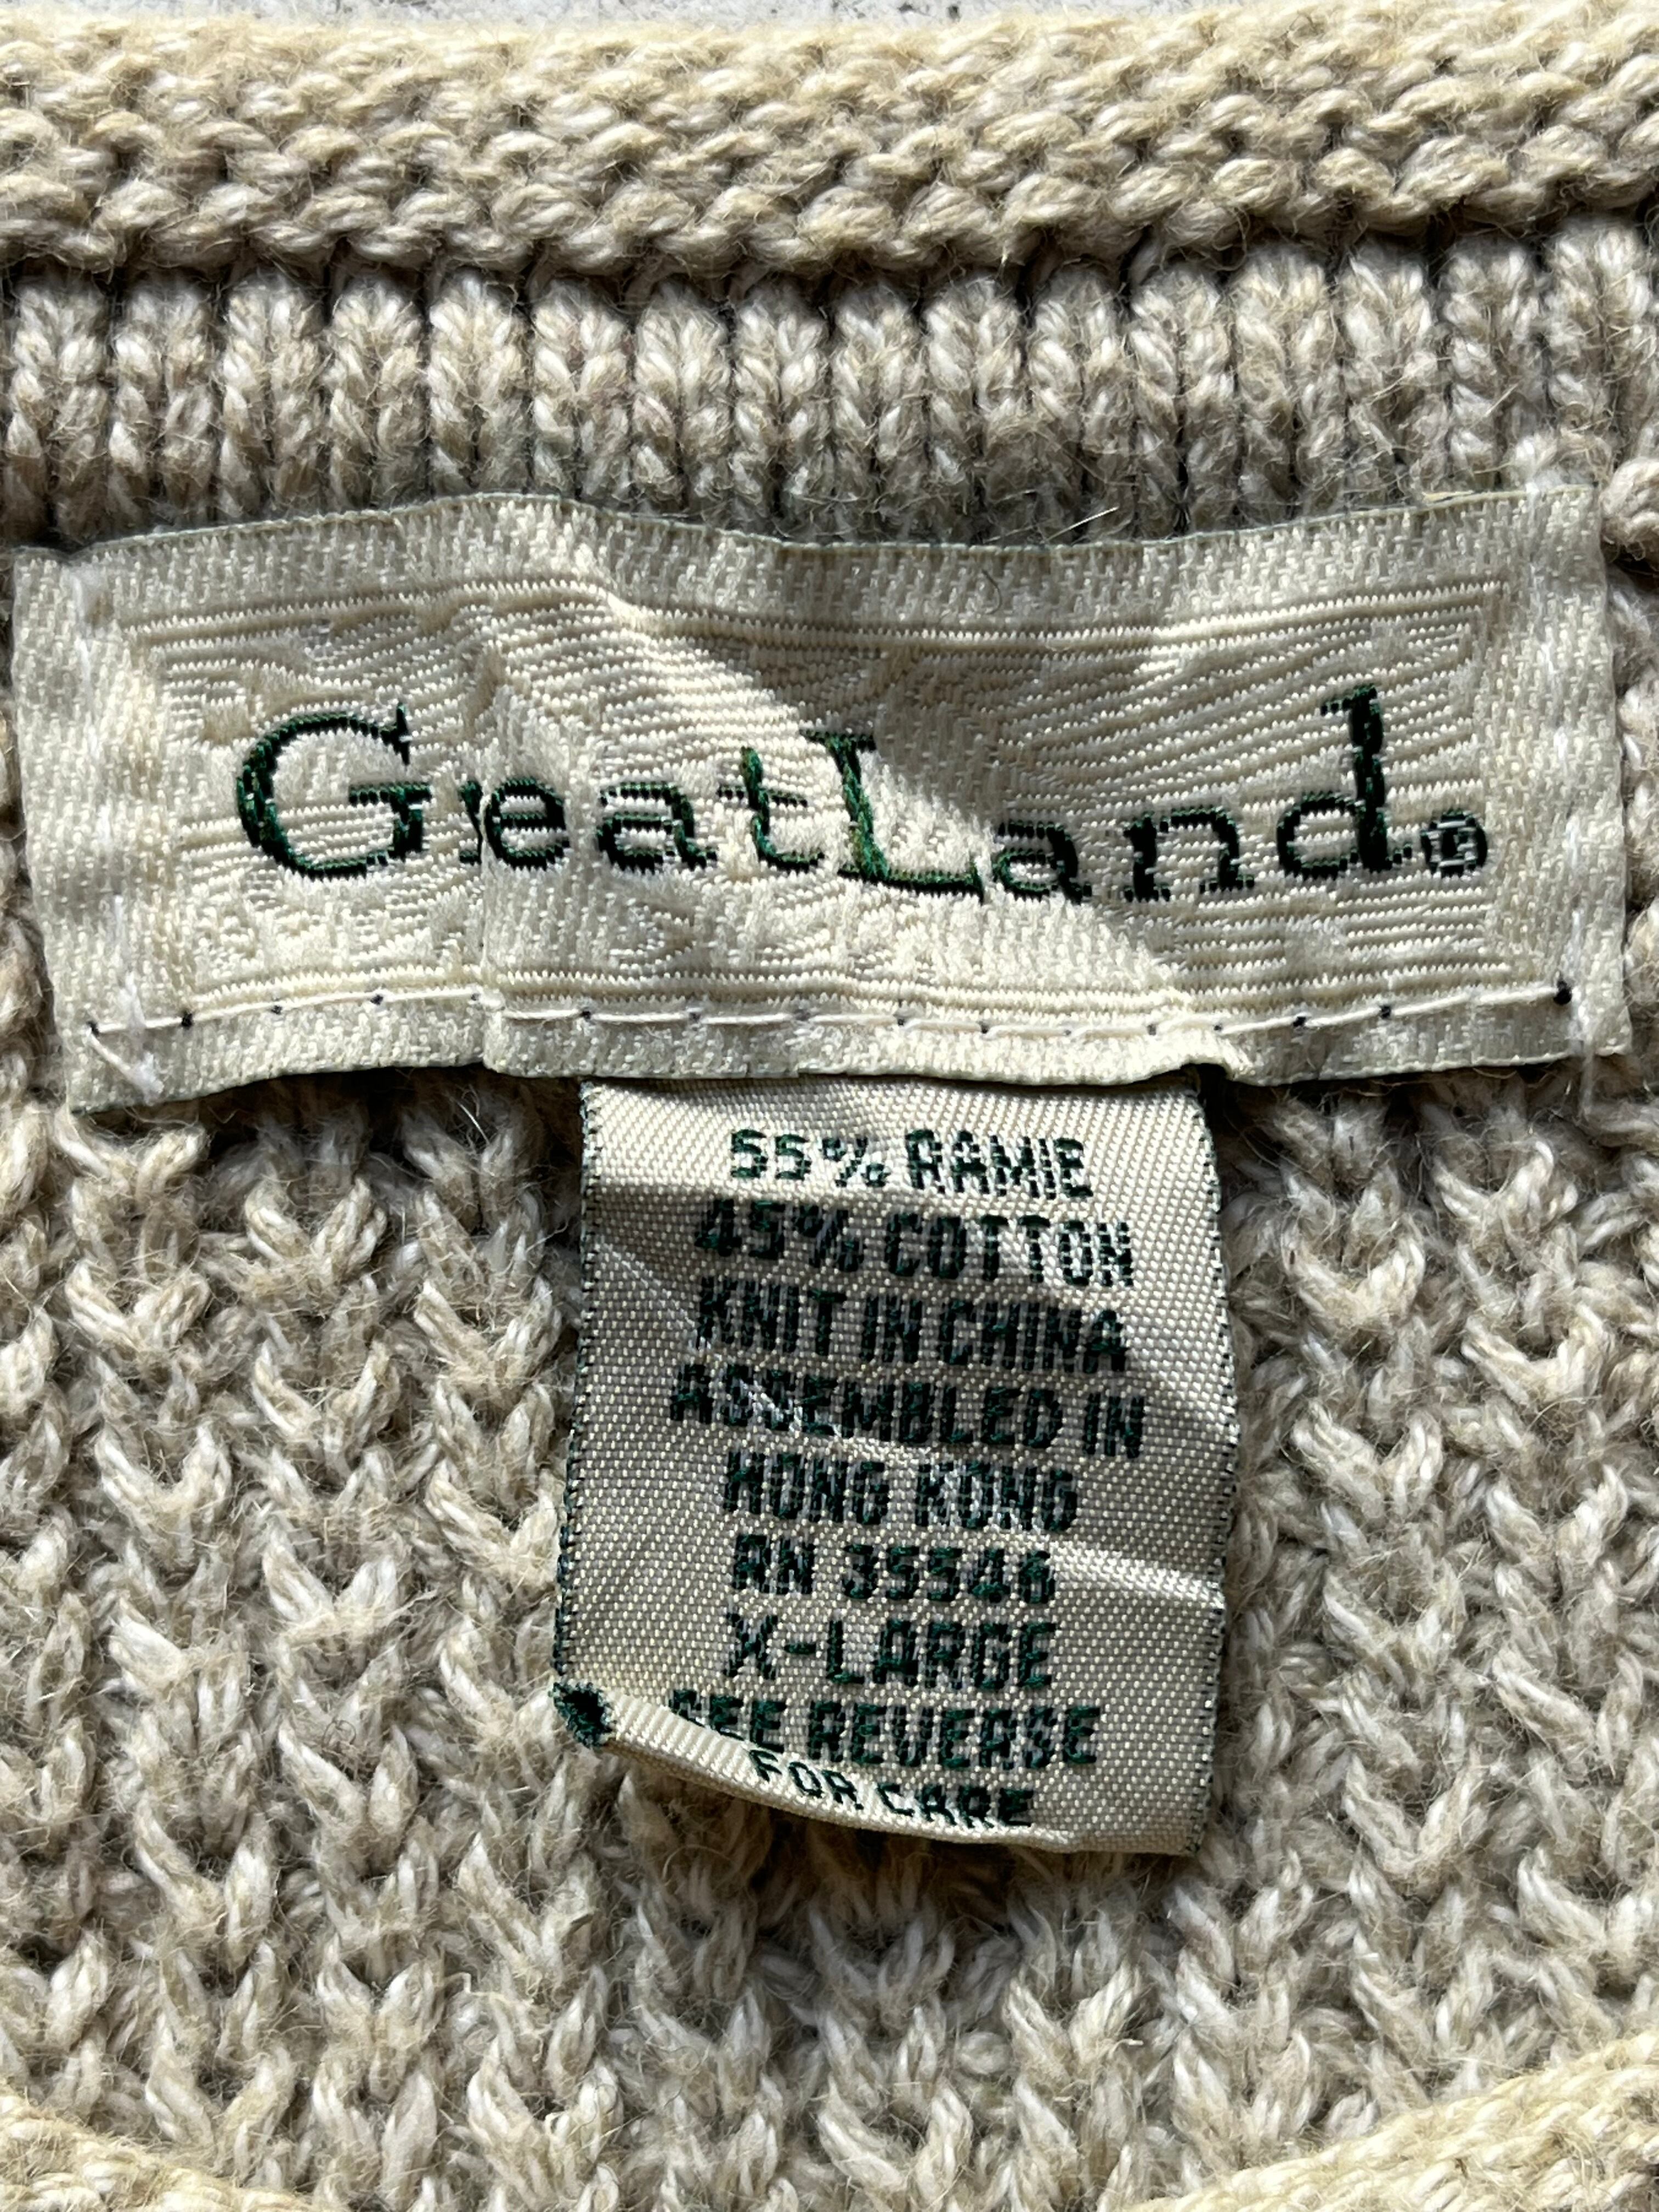 GreatLand®
55% RAMIE
45% COTTON
KNIT IN CHINA
ASSEMBLED IN
HONG KONG
RN 35546
X-LARGE
SEE REVERSE
FOR CARE